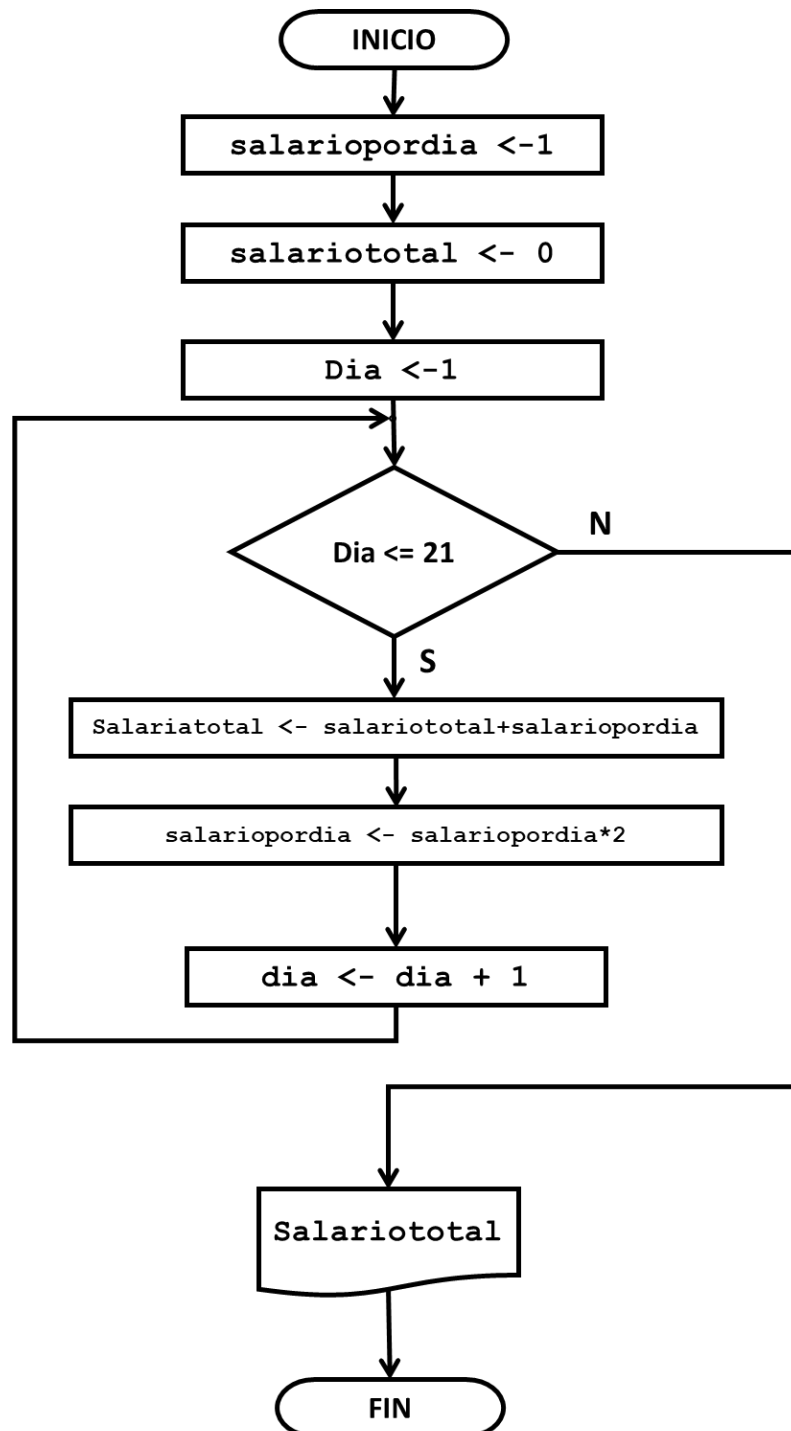 INICIO
salariopordia <-1
salariototal <- 0
Dia <-1
Dia <= 21
N
S
Salariatotal <- salariototal+salariopordia
salariopordia <- salariopordia*2
dia <- dia + 1
Salariototal
FIN